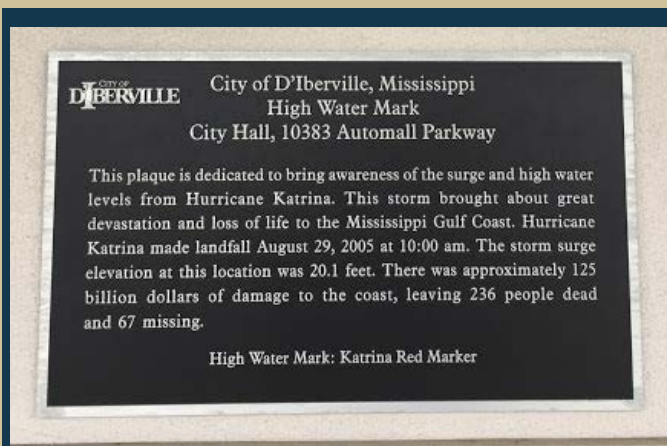 CITY OF
D'IBERVILLE
City of D'Iberville, Mississippi
High Water Mark
City Hall, 10383 Automall Parkway
This plaque is dedicated to bring awareness of the surge and high water
levels from Hurricane Katrina. This storm brought about great
devastation and loss of life to the Mississippi Gulf Coast. Hurricane
Katrina made landfall August 29, 2005 at 10:00 am. The storm surge
elevation at this location was 20.1 feet. There was approximately 125
billion dollars of damage to the coast, leaving 236 people dead
and 67 missing.
High Water Mark: Katrina Red Marker